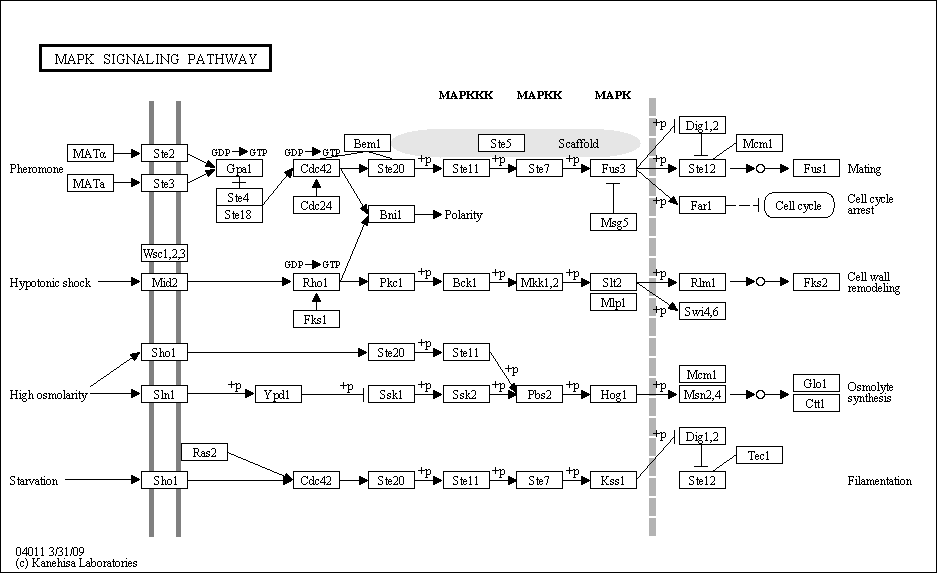 MAPK SIGNALING PATHWAY
MAPKKK MAPKK MAPK
Pheromone
MATα
MATa
Ste2
Ste3
GDP GTP
Gpa1
Ste4
Ste18
GDP GTP
Cdc42
Cdc24
Bem1
Ste5 Scaffold
Ste20 +p Ste11 +p Ste7 +p Fus3
Msg5
+p Dig1,2
Mcm1
Ste12 Fus1 Mating
+p Far1 Cell cycle
Cell cycle
arrest
Bni1 Polarity
Hypotonic shock
Wsc1,2,3
Mid2
GDP GTP
Rho1
Fks1
Pkc1 +p Bck1 +p Mkk1,2 +p Slt2
Mlp1
+p Rlm1 Fks2
Cell wall
remodeling
+p Swi4,6
High osmolarity
Sho1 Ste20 +p Ste11 +p
Sln1 +p Ypd1 +p Ssk1 +p Ssk2 +p Pbs2 +p Hog1 +p
Mcm1
Msn2,4
Glo1
Ctt1
Osmolyte
synthesis
Starvation
Ras2
Sho1 Cdc42 Ste20 +p Ste11 +p Ste7 +p Kss1
+p Dig1,2
Tec1
Ste12 Filamentation
04011 3/31/09
(c) Kanehisa Laboratories